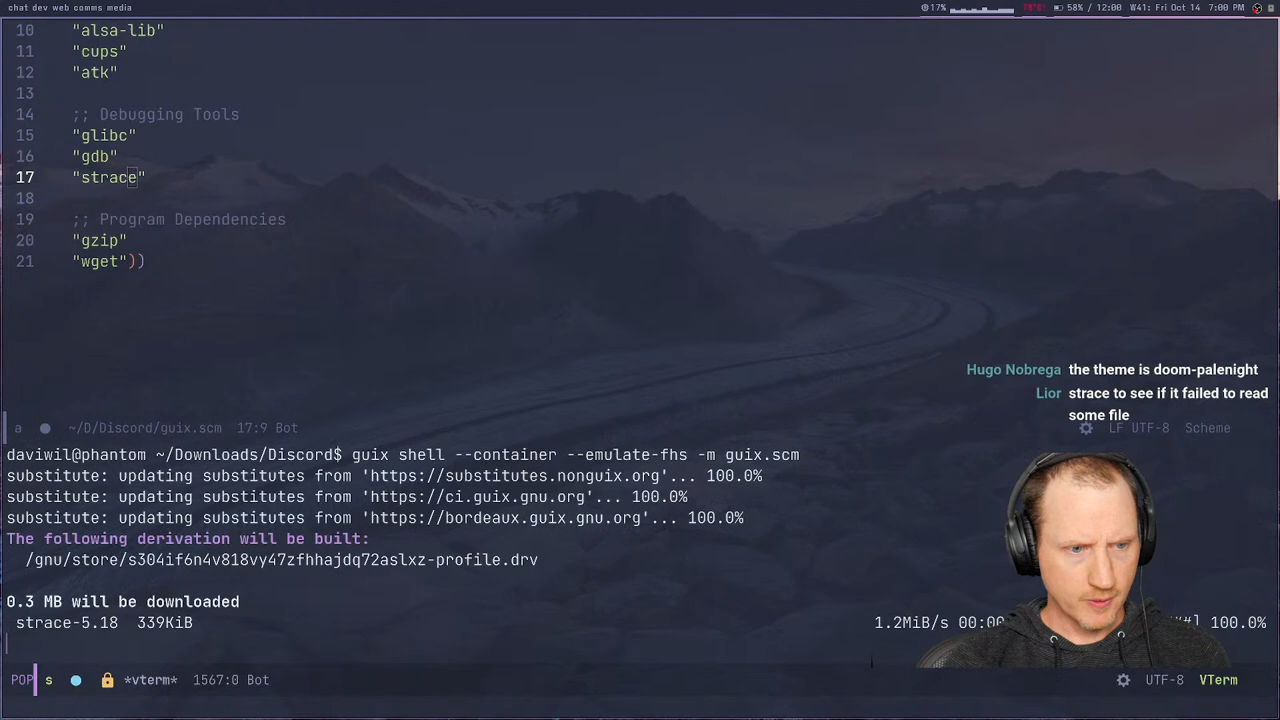 chat dev web comms media
17%
58% / 12:00 W41: Fri Oct 14 7:00 PM
10 "alsa-lib"
11 "cups"
12 "atk"
13
14 ;; Debugging Tools
15 "glibc"
16 "gdb"
17 "strace"
18
19 ;; Program Dependencies
20 "gzip"
21 "wget"))
Hugo Nobrega the theme is doom-palenight
Lior strace to see if it failed to read
some file
a ~/D/Discord/guix.scm 17:9 Bot LF UTF-8 Scheme
daviwil@phantom ~/Downloads/Discord$ guix shell --container --emulate-fhs -m guix.scm
substitute: updating substitutes from 'https://substitutes.nonguix.org'... 100.0%
substitute: updating substitutes from 'https://ci.guix.gnu.org'... 100.0%
substitute: updating substitutes from 'https://bordeaux.guix.gnu.org'... 100.0%
The following derivation will be built:
/gnu/store/s304if6n4v818vy47zfhhajdq72aslxz-profile.drv
0.3 MB will be downloaded
strace-5.18 339KiB 1.2MiB/s 00:00 #] 100.0%
POP s *vterm* 1567:0 Bot UTF-8 VTerm